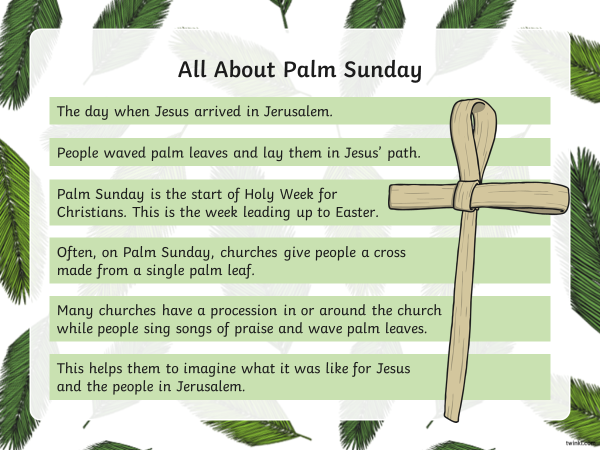 All About Palm Sunday
The day when Jesus arrived in Jerusalem.
People waved palm leaves and lay them in Jesus’ path.
Palm Sunday is the start of Holy Week for
Christians. This is the week leading up to Easter.
Often, on Palm Sunday, churches give people a cross
made from a single palm leaf.
Many churches have a procession in or around the church
while people sing songs of praise and wave palm leaves.
This helps them to imagine what it was like for Jesus
and the people in Jerusalem.
twinkl.com